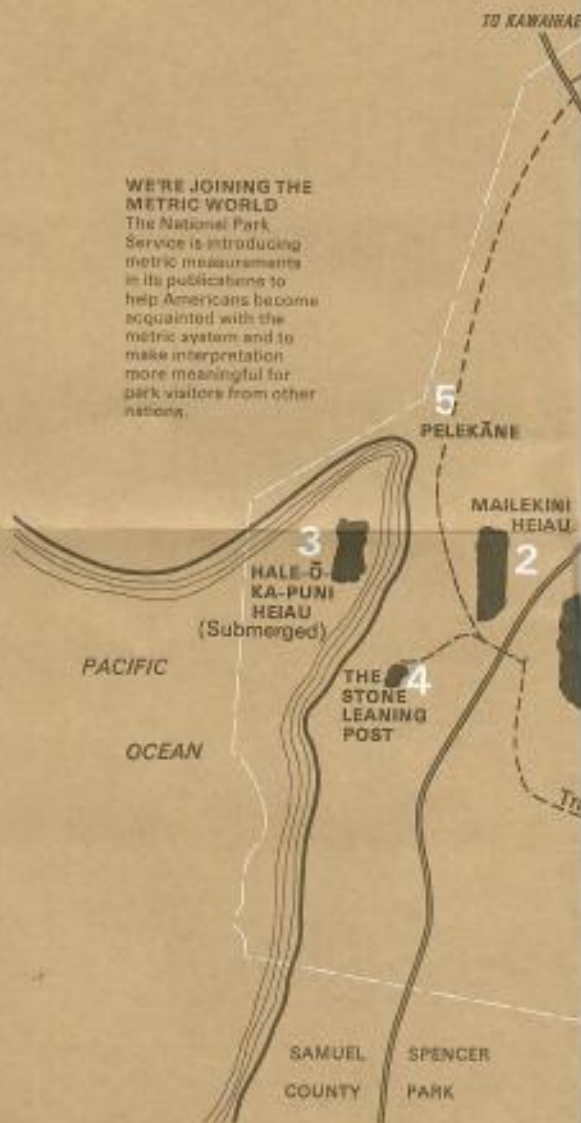 TO KAWAIHAE
WE'RE JOINING THE
METRIC WORLD
The National Park
Service is introducing
metric measurements
in its publications to
help Americans become
acquainted with the
metric system and to
make interpretation
more meaningful for
park visitors from other
nations.
5
PELEKĀNE
MAILEKINI
HEIAU
2
3
HALE-Ō-
KA-PUNI
HEIAU
(Submerged)
PACIFIC
OCEAN
4
THE
STONE
LEANING
POST
SAMUEL SPENCER
COUNTY PARK